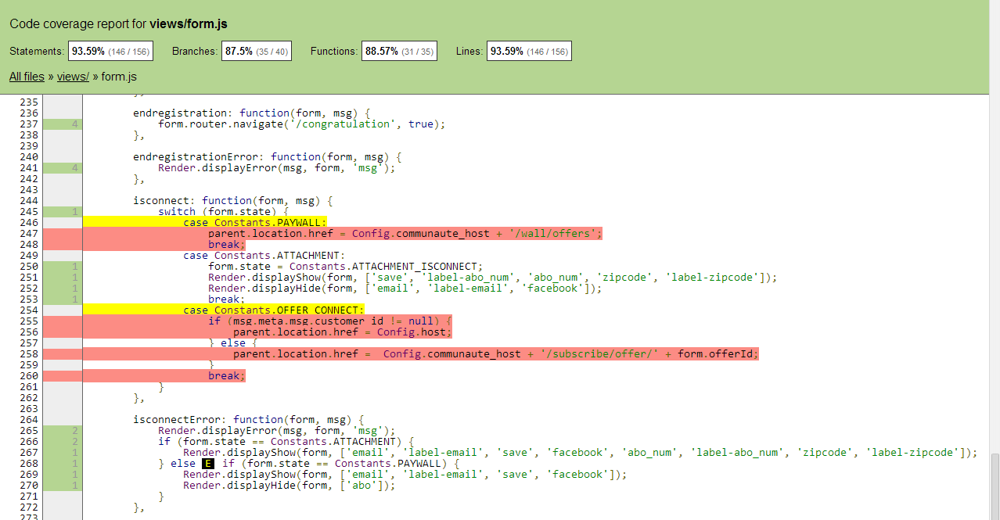 Code coverage report for views/form.js
Statements: 93.59% (146 / 156) Branches: 87.5% (35 / 40) Functions: 88.57% (31 / 35) Lines: 93.59% (146 / 156)
All files » views/ » form.js
235
236 endregistration: function(form, msg) {
237 4 form.router.navigate('/congratulation', true);
238 },
239
240 endregistrationError: function(form, msg) {
241 4 Render.displayError(msg, form, 'msg');
242 },
243
244 isconnect: function(form, msg) {
245 1 switch (form.state) {
246 case Constants.PAYWALL:
247 parent.location.href = Config.communaute_host + '/wall/offers';
248 break;
249 case Constants.ATTACHMENT:
250 1 form.state = Constants.ATTACHMENT_ISCONNECT;
251 1 Render.displayShow(form, ['save', 'label-abo_num', 'abo_num', 'zipcode', 'label-zipcode']);
252 1 Render.displayHide(form, ['email', 'label-email', 'facebook']);
253 1 break;
254 case Constants.OFFER_CONNECT:
255 if (msg.meta.msg.customer_id != null) {
256 parent.location.href = Config.host;
257 } else {
258 parent.location.href =  Config.communaute_host + '/subscribe/offer/' + form.offerId;
259 }
260 break;
261 }
262 },
263
264 isconnectError: function(form, msg) {
265 2 Render.displayError(msg, form, 'msg');
266 2 if (form.state == Constants.ATTACHMENT) {
267 1 Render.displayShow(form, ['email', 'label-email', 'save', 'facebook', 'abo_num', 'label-abo_num', 'zipcode', 'label-zipcode']);
268 1 } else E if (form.state == Constants.PAYWALL) {
269 1 Render.displayShow(form, ['email', 'label-email', 'save', 'facebook']);
270 1 Render.displayHide(form, ['abo']);
271 }
272 },
273